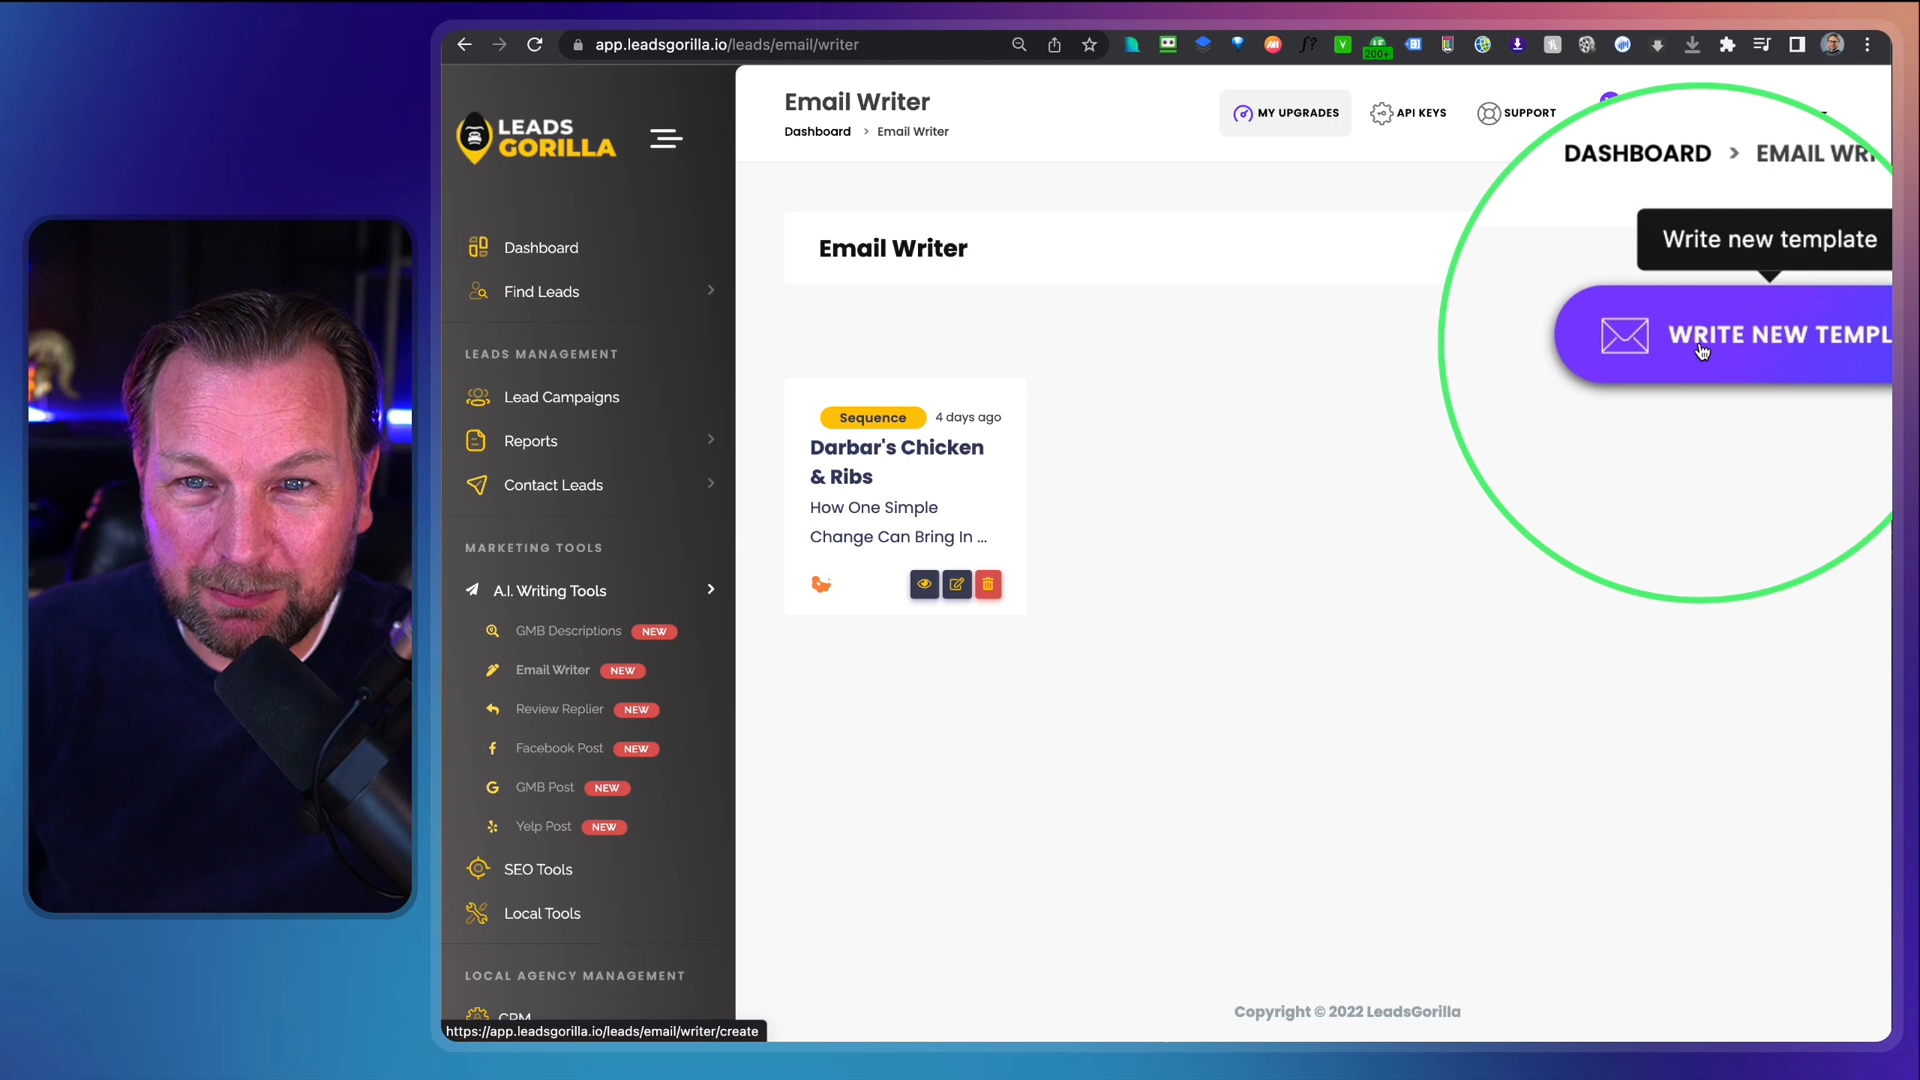 app.leadsgorilla.io/leads/email/writer
200+
LEADS
GORILLA
Email Writer
Dashboard > Email Writer
MY UPGRADES
API KEYS
SUPPORT
DASHBOARD > EMAIL WRI
Write new template
WRITE NEW TEMPL
Dashboard
Find Leads
LEADS MANAGEMENT
Lead Campaigns
Reports
Contact Leads
MARKETING TOOLS
A.I. Writing Tools
GMB Descriptions NEW
Email Writer NEW
Review Replier NEW
Facebook Post NEW
GMB Post NEW
Yelp Post NEW
SEO Tools
Local Tools
LOCAL AGENCY MANAGEMENT
CRM
https://app.leadsgorilla.io/leads/email/writer/create
Email Writer
Sequence 4 days ago
Darbar's Chicken
& Ribs
How One Simple
Change Can Bring In ...
Copyright © 2022 LeadsGorilla